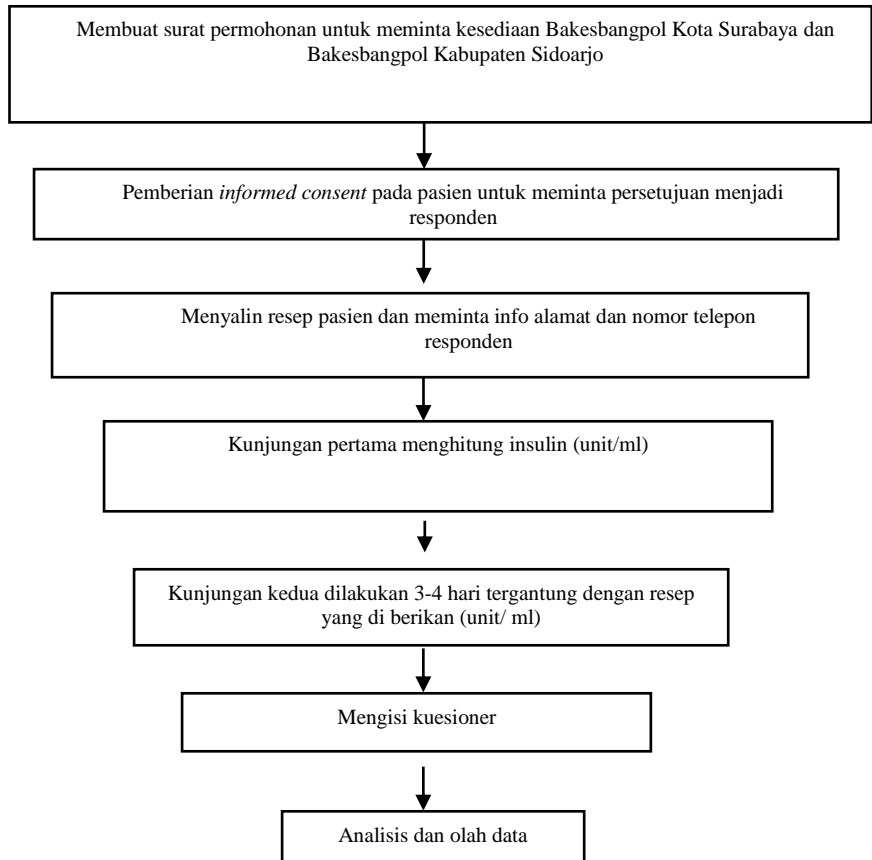 Membuat surat permohonan untuk meminta kesediaan Bakesbangpol Kota Surabaya dan
Bakesbangpol Kabupaten Sidoarjo
Pemberian informed consent pada pasien untuk meminta persetujuan menjadi
responden
Menyalin resep pasien dan meminta info alamat dan nomor telepon
responden
Kunjungan pertama menghitung insulin (unit/ml)
Kunjungan kedua dilakukan 3-4 hari tergantung dengan resep
yang di berikan (unit/ ml)
Mengisi kuesioner
Analisis dan olah data